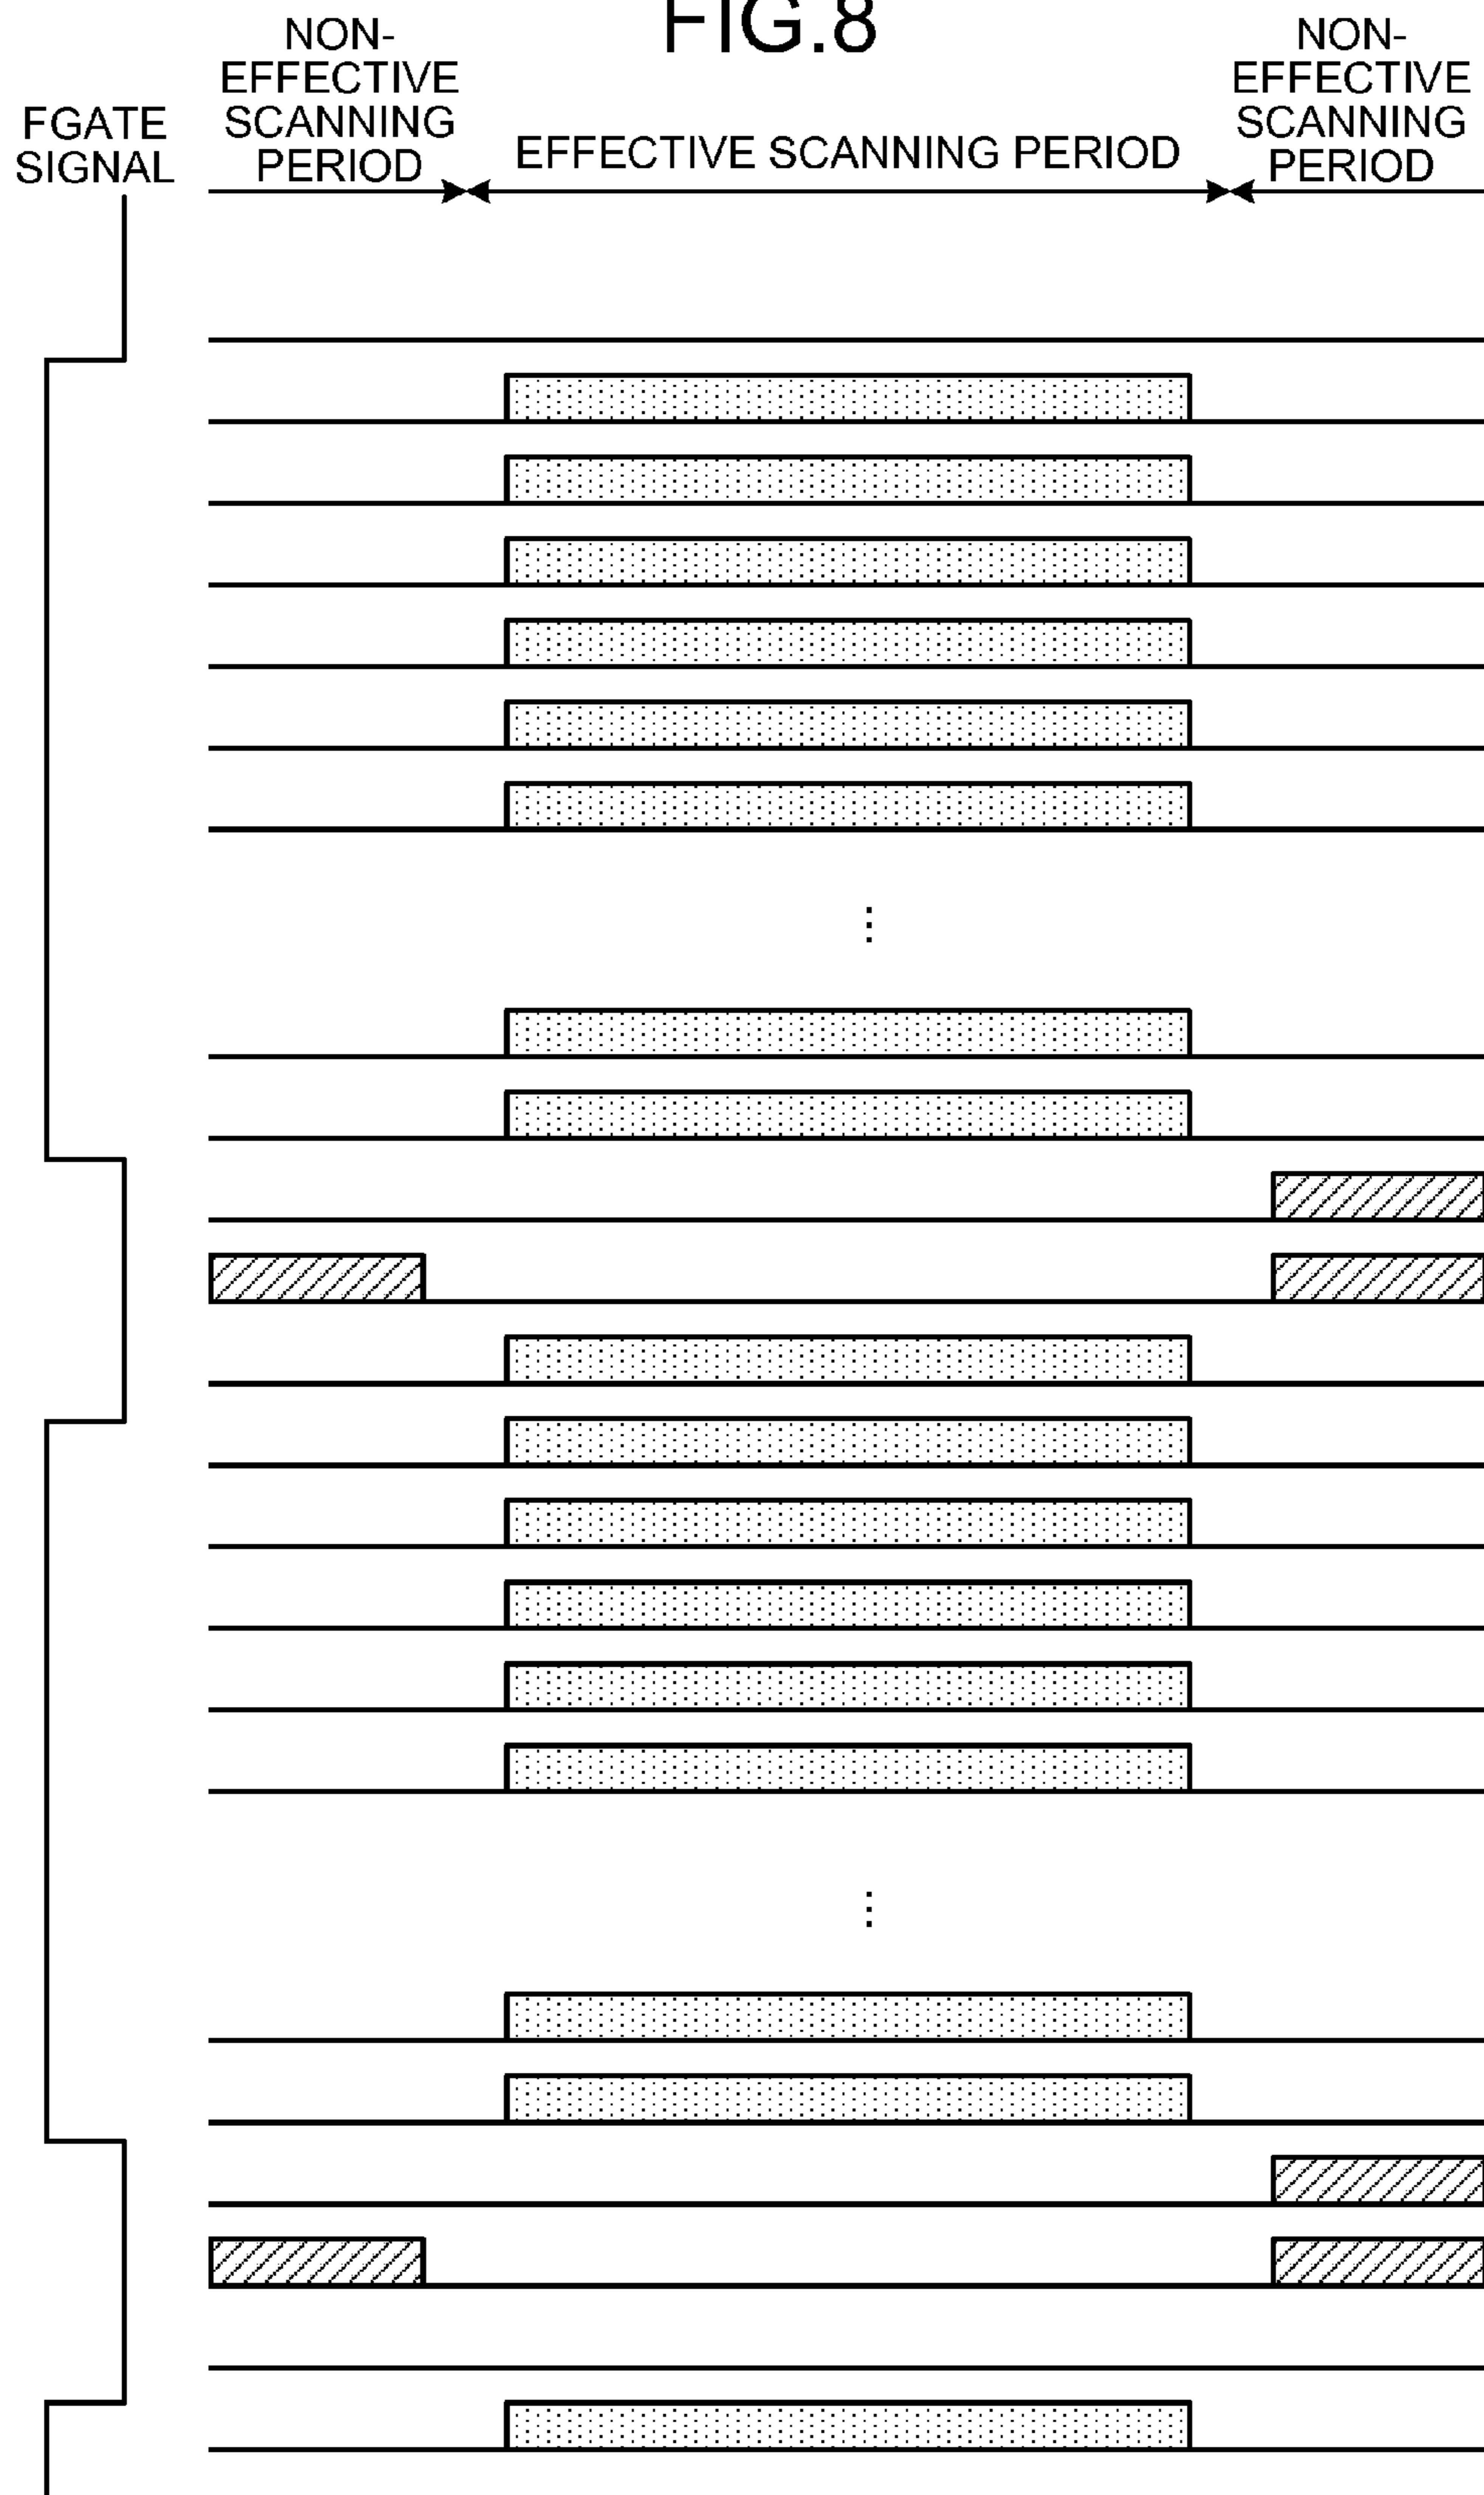 FIG.8
FGATE
SIGNAL
NON-
EFFECTIVE
SCANNING
PERIOD
EFFECTIVE SCANNING PERIOD
NON-
EFFECTIVE
SCANNING
PERIOD